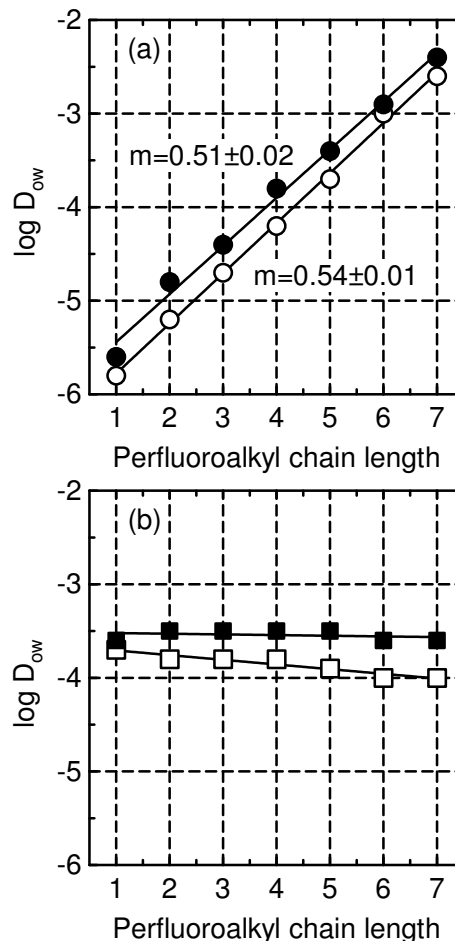 -2
(a)
-3
m=0.51±0.02
log D_ow
-4
m=0.54±0.01
-5
-6
1 2 3 4 5 6 7
Perfluoroalkyl chain length
-2
(b)
-3
log D_ow
-4
-5
-6
1 2 3 4 5 6 7
Perfluoroalkyl chain length